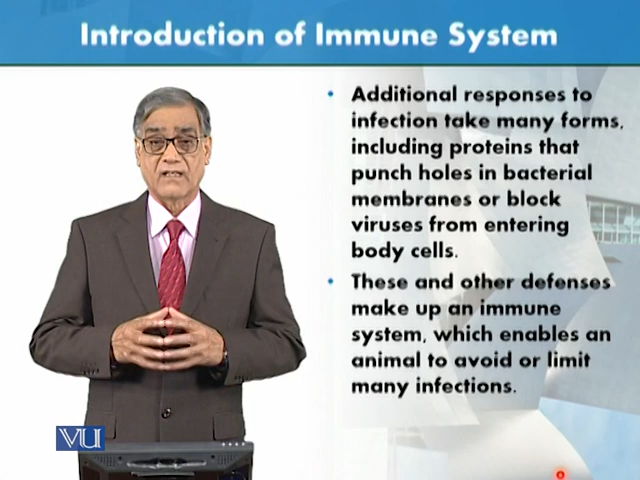 Introduction of Immune System
• Additional responses to
infection take many forms,
including proteins that
punch holes in bacterial
membranes or block
viruses from entering
body cells.
• These and other defenses
make up an immune
system, which enables an
animal to avoid or limit
many infections.
VU